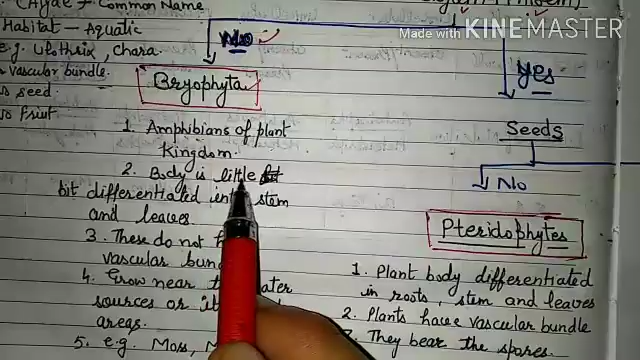 Algae → Common Name
Made with KINEMASTER
Habitat - Aquatic
e.g. Ulothrix, Chara.
vascular bundle.
seed.
fruit
No
yes
Bryophyta
1. Amphibians of plant
Kingdom.
2. Body is little
bit differentiated stem
and leaves.
3. These do not
vascular
4. Grow near
sources or
areas.
5. e.g. Moss,
Seeds
No
Pteridophytes
1. Plant body differentiated
in roots, stem and leaves
2. Plants have vascular bundle
They bear the spores.